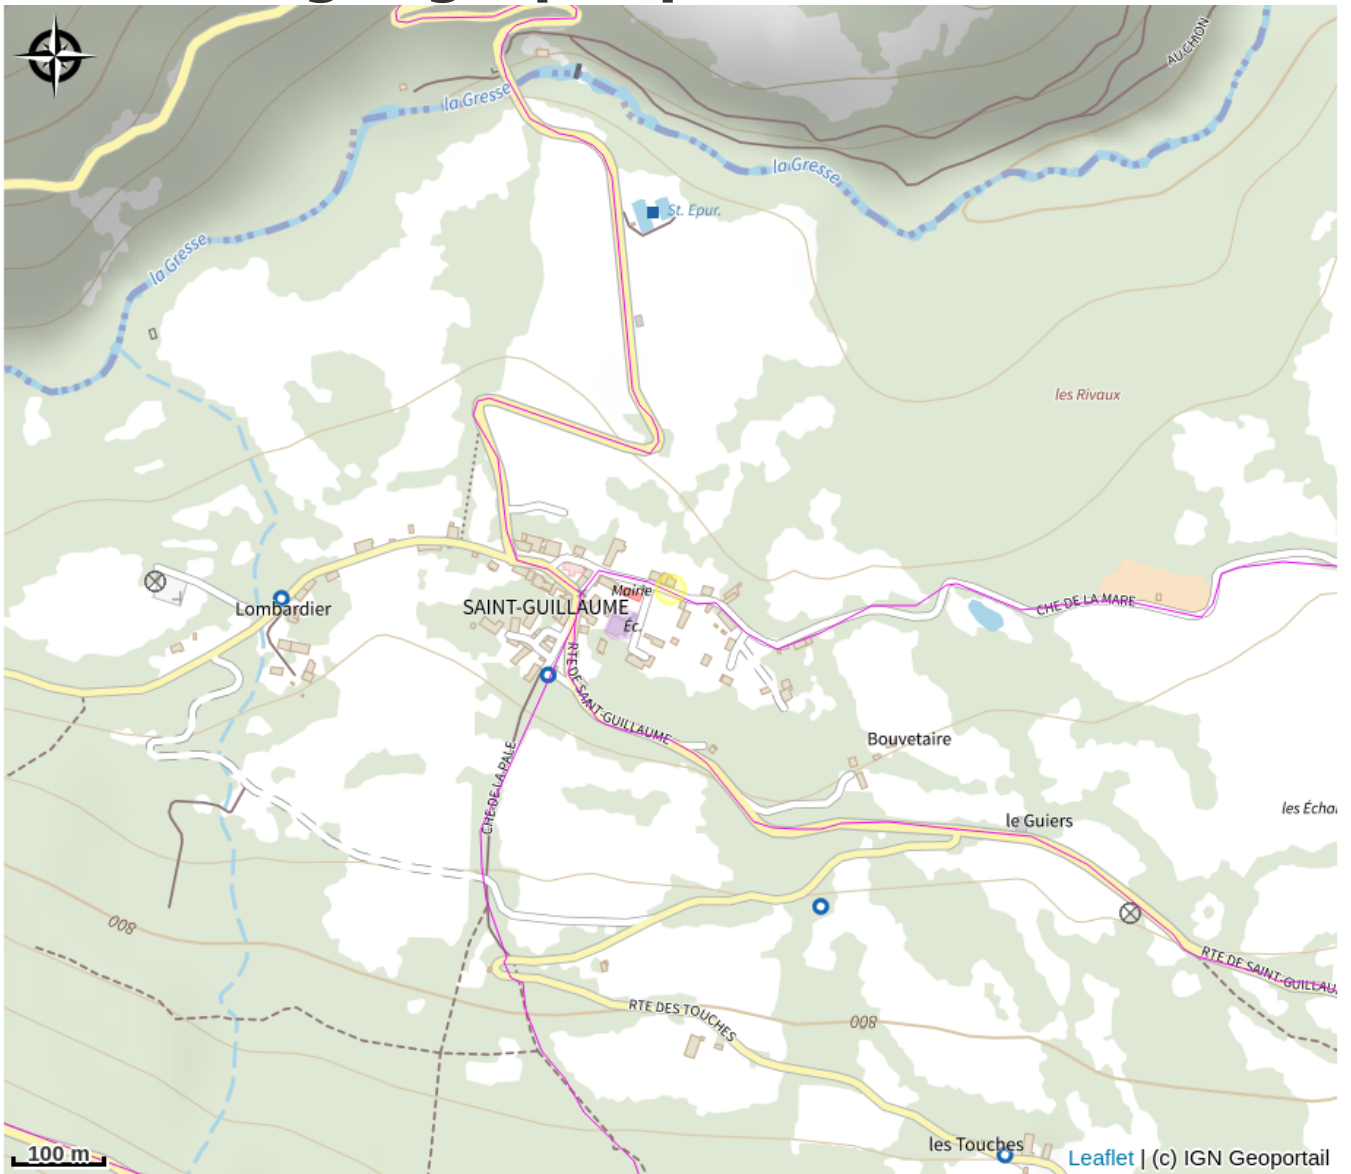 AU CHION
la Gresse
la Gresse
St. Epur.
la Gresse
les Rivaux
Mairie
CHE DE LA MARE
Lombardier
SAINT-GUILLAUME
Éc.
RTE DE SAINT-GUILLAUME
Bouvetaire
CHE DE LA PALE
les Écha
le Guiers
800
RTE DE SAINT-GUILLAU
RTE DES TOUCHES
800
les Touches
100 m
Leaflet | (c) IGN Geoportail